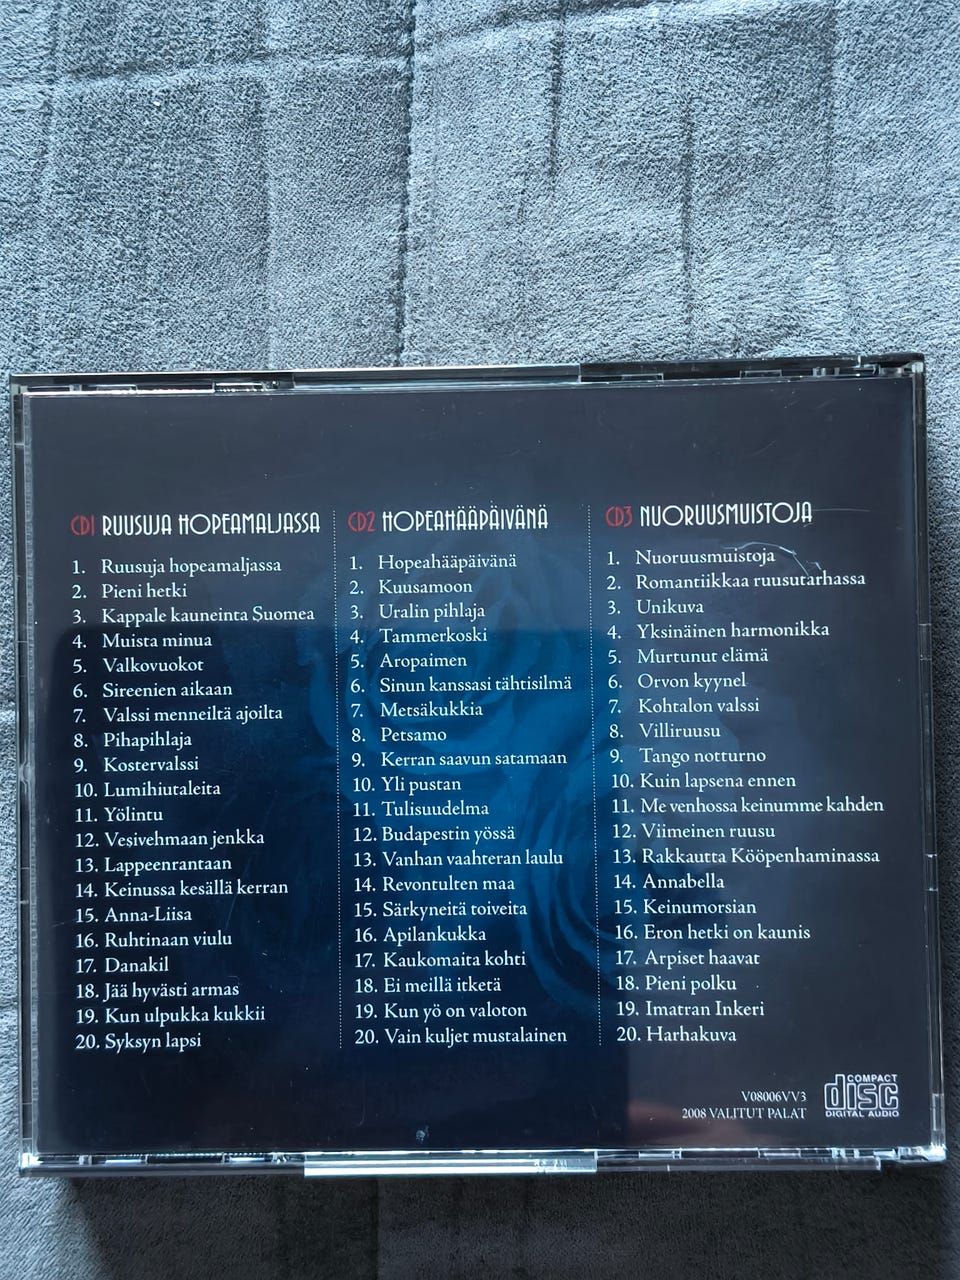 CD1 RUUSUJA HOPEAMALJASSA
1. Ruusuja hopeamaljassa
2. Pieni hetki
3. Kappale kauneinta Suomea
4. Muista minua
5. Valkovuokot
6. Sireenien aikaan
7. Valssi menneiltä ajoilta
8. Pihapihlaja
9. Kostervalssi
10. Lumihiutaleita
11. Yölintu
12. Vesivehmaan jenkka
13. Lappeenrantaan
14. Keinussa kesällä kerran
15. Anna-Liisa
16. Ruhtinaan viulu
17. Danakil
18. Jää hyvästi armas
19. Kun ulpukka kukkii
20. Syksyn lapsi
CD2 HOPEAHÄÄPÄIVÄNÄ
1. Hopeahääpäivänä
2. Kuusamoon
3. Uralin pihlaja
4. Tammerkoski
5. Aropaimen
6. Sinun kanssasi tähtisilmä
7. Metsäkukkia
8. Petsamo
9. Kerran saavun satamaan
10. Yli pustan
11. Tulisuudelma
12. Budapestin yössä
13. Vanhan vaahteran laulu
14. Revontulten maa
15. Särkyneitä toiveita
16. Apilankukka
17. Kaukomaita kohti
18. Ei meillä itketä
19. Kun yö on valoton
20. Vain kuljet mustalainen
CD3 NUORUUSMUISTOJA
1. Nuoruusmuistoja
2. Romantiikkaa ruusutarhassa
3. Unikuva
4. Yksinäinen harmonikka
5. Murtunut elämä
6. Orvon kyynel
7. Kohtalon valssi
8. Villiruusu
9. Tango notturno
10. Kuin lapsena ennen
11. Me venhossa keinumme kahden
12. Viimeinen ruusu
13. Rakkautta Kööpenhaminassa
14. Annabella
15. Keinumorsian
16. Eron hetki on kaunis
17. Arpiset haavat
18. Pieni polku
19. Imatran Inkeri
20. Harhakuva
V08006VV3
2008 VALITUT PALAT
COMPACT
disc
DIGITAL AUDIO